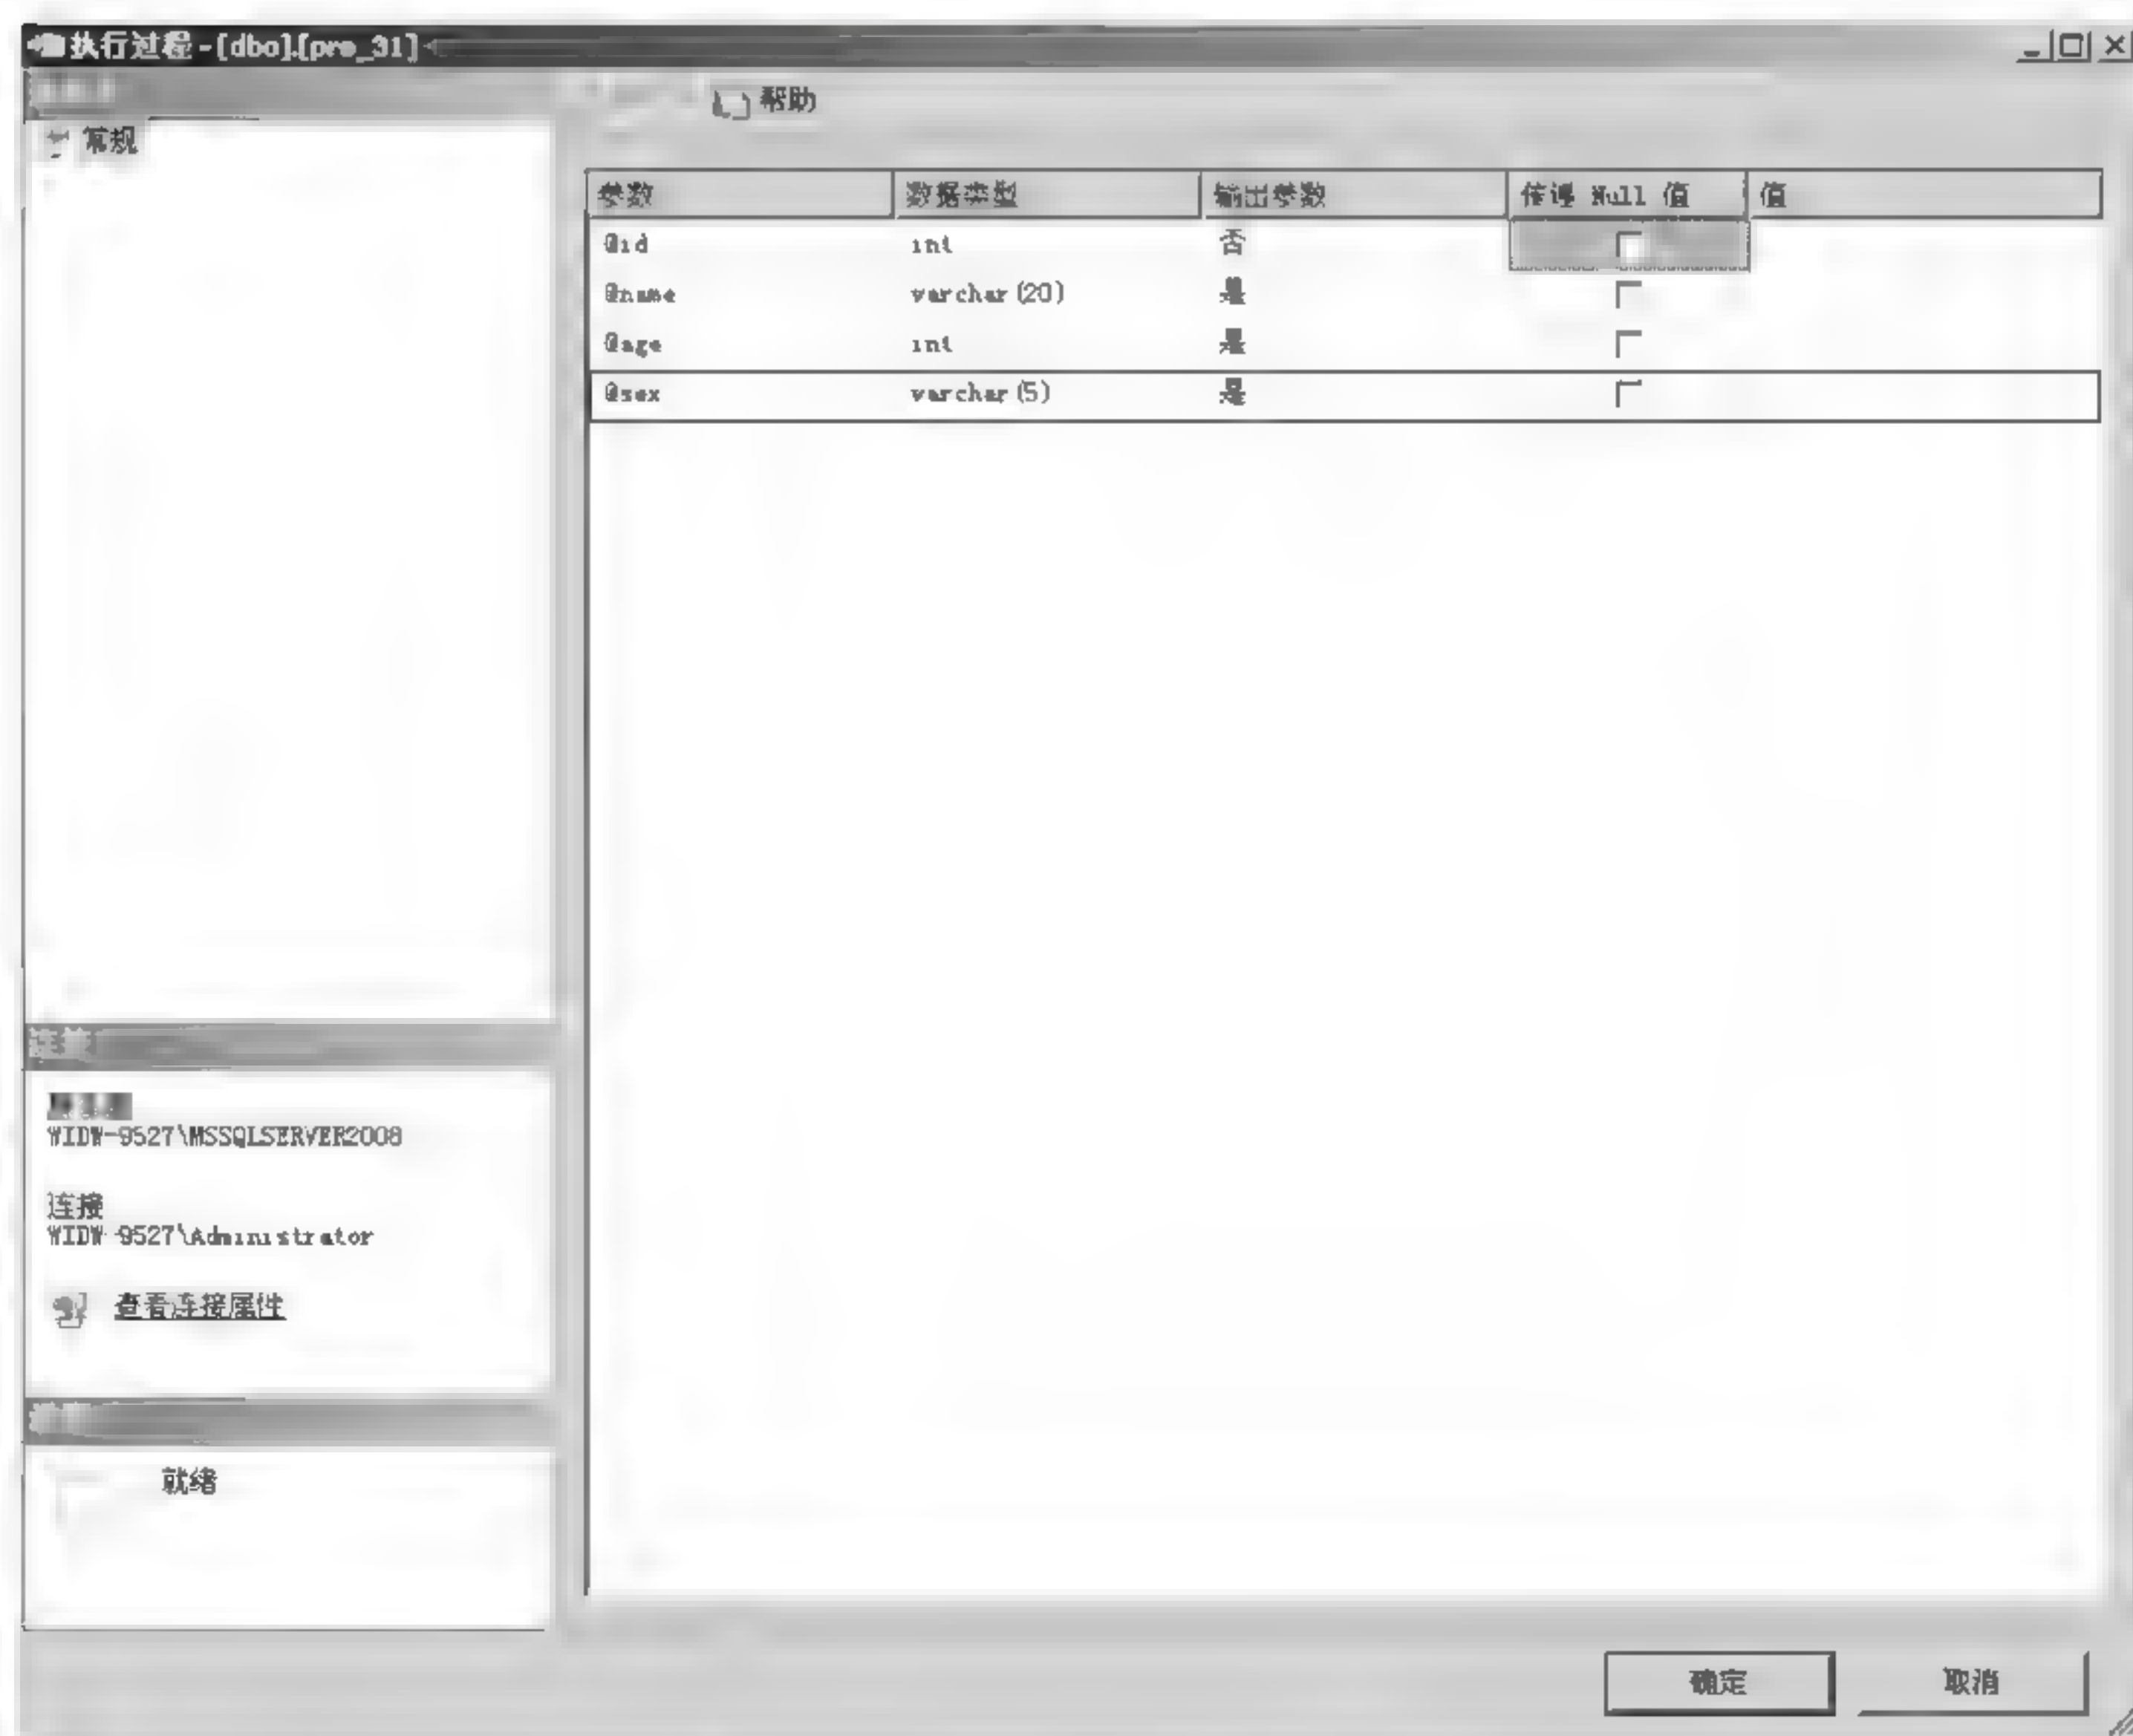 执行过程 - [dbo].[pro_31]
帮助
常规
参数 数据类型 输出参数 传递 Null 值 值
@id int 否
@name varchar(20) 是
@age int 是
@sex varchar(5) 是
连接
WIDW-9527\MSSQLSERVER2008
连接
WIDW-9527\Administrator
查看连接属性
就绪
确定 取消